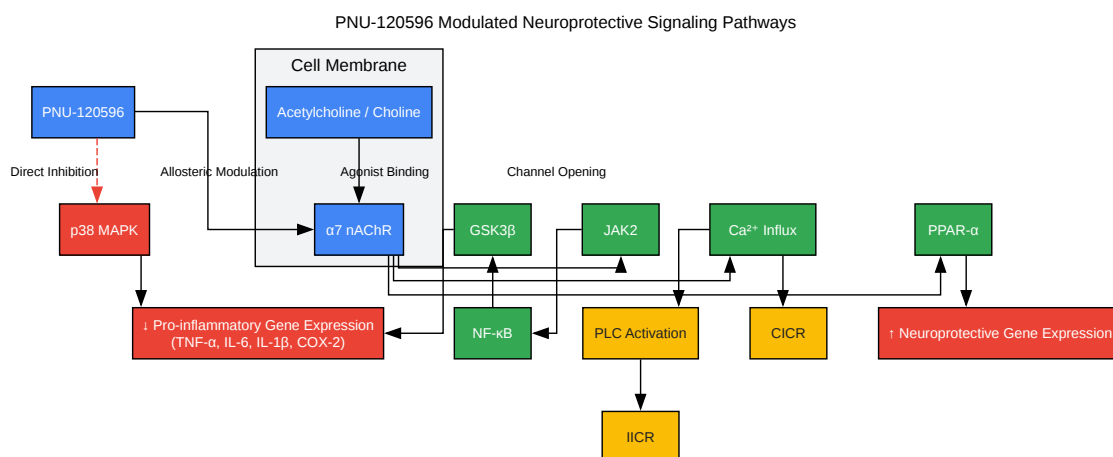 PNU-120596 Modulated Neuroprotective Signaling Pathways
Cell Membrane
PNU-120596
Acetylcholine / Choline
Direct Inhibition
Allosteric Modulation
Agonist Binding
Channel Opening
p38 MAPK
α7 nAChR
GSK3β
JAK2
Ca²⁺ Influx
PPAR-α
↓ Pro-inflammatory Gene Expression
(TNF-α, IL-6, IL-1β, COX-2)
NF-κB
PLC Activation
CICR
↑ Neuroprotective Gene Expression
IICR